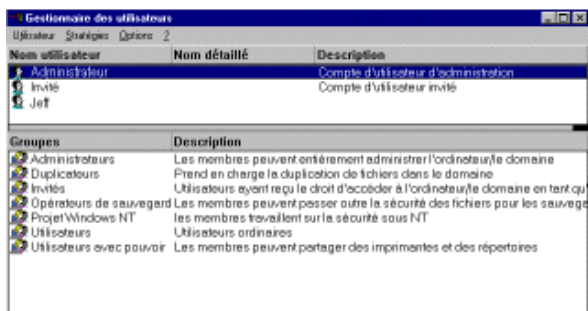 Gestionnaire des utilisateurs
Utilisateur Stratégies Options ?
Nom utilisateur Nom détaillé Description
Administrateur Compte d'utilisateur d'administration
Invité Compte d'utilisateur invité
Jeff
Groupes Description
Administrateurs Les membres peuvent entièrement administrer l'ordinateur/le domaine
Duplicateurs Prend en charge la duplication de fichiers dans le domaine
Invités Utilisateurs ayant reçu le droit d'accéder à l'ordinateur/le domaine en tant qu'
Opérateurs de sauvegard Les membres peuvent passer outre la sécurité des fichiers pour les sauvega
Projet Windows NT les membres travaillent sur la sécurité sous NT
Utilisateurs Utilisateurs ordinaires
Utilisateurs avec pouvoir Les membres peuvent partager des imprimantes et des répertoires